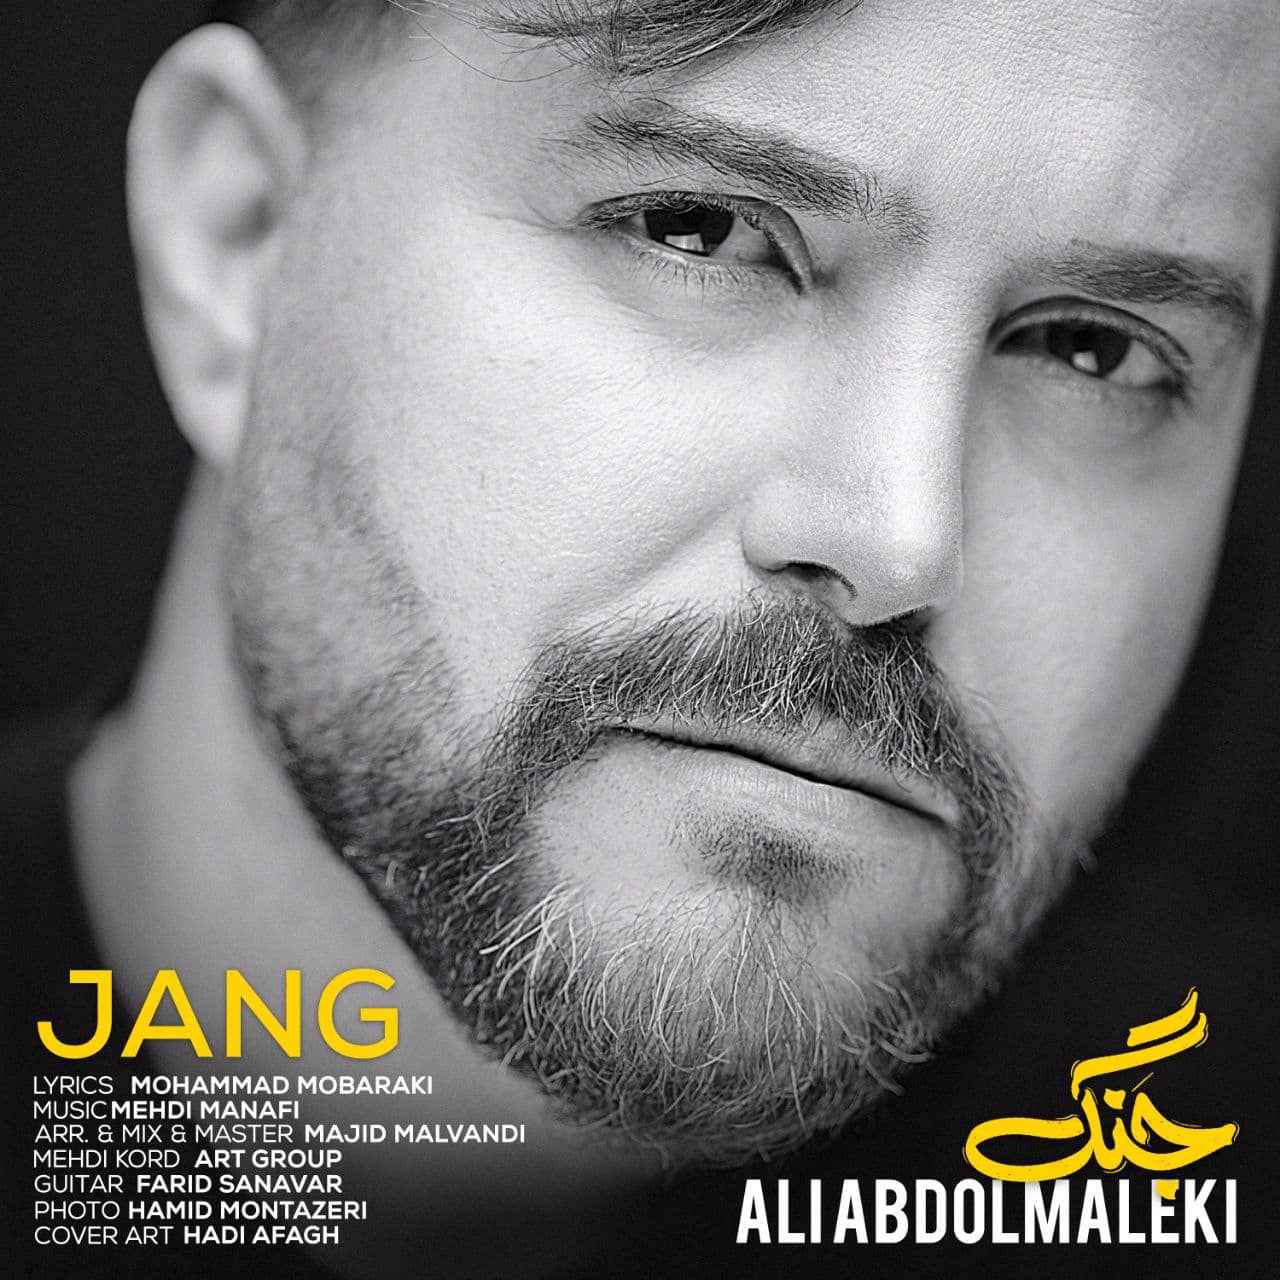 JANG
LYRICS MOHAMMAD MOBARAKI
MUSIC MEHDI MANAFI
ARR. & MIX & MASTER MAJID MALVANDI
MEHDI KORD ART GROUP
GUITAR FARID SANAVAR
PHOTO HAMID MONTAZERI
COVER ART HADI AFAGH
جنگ
ALI ABDOLMALEKI